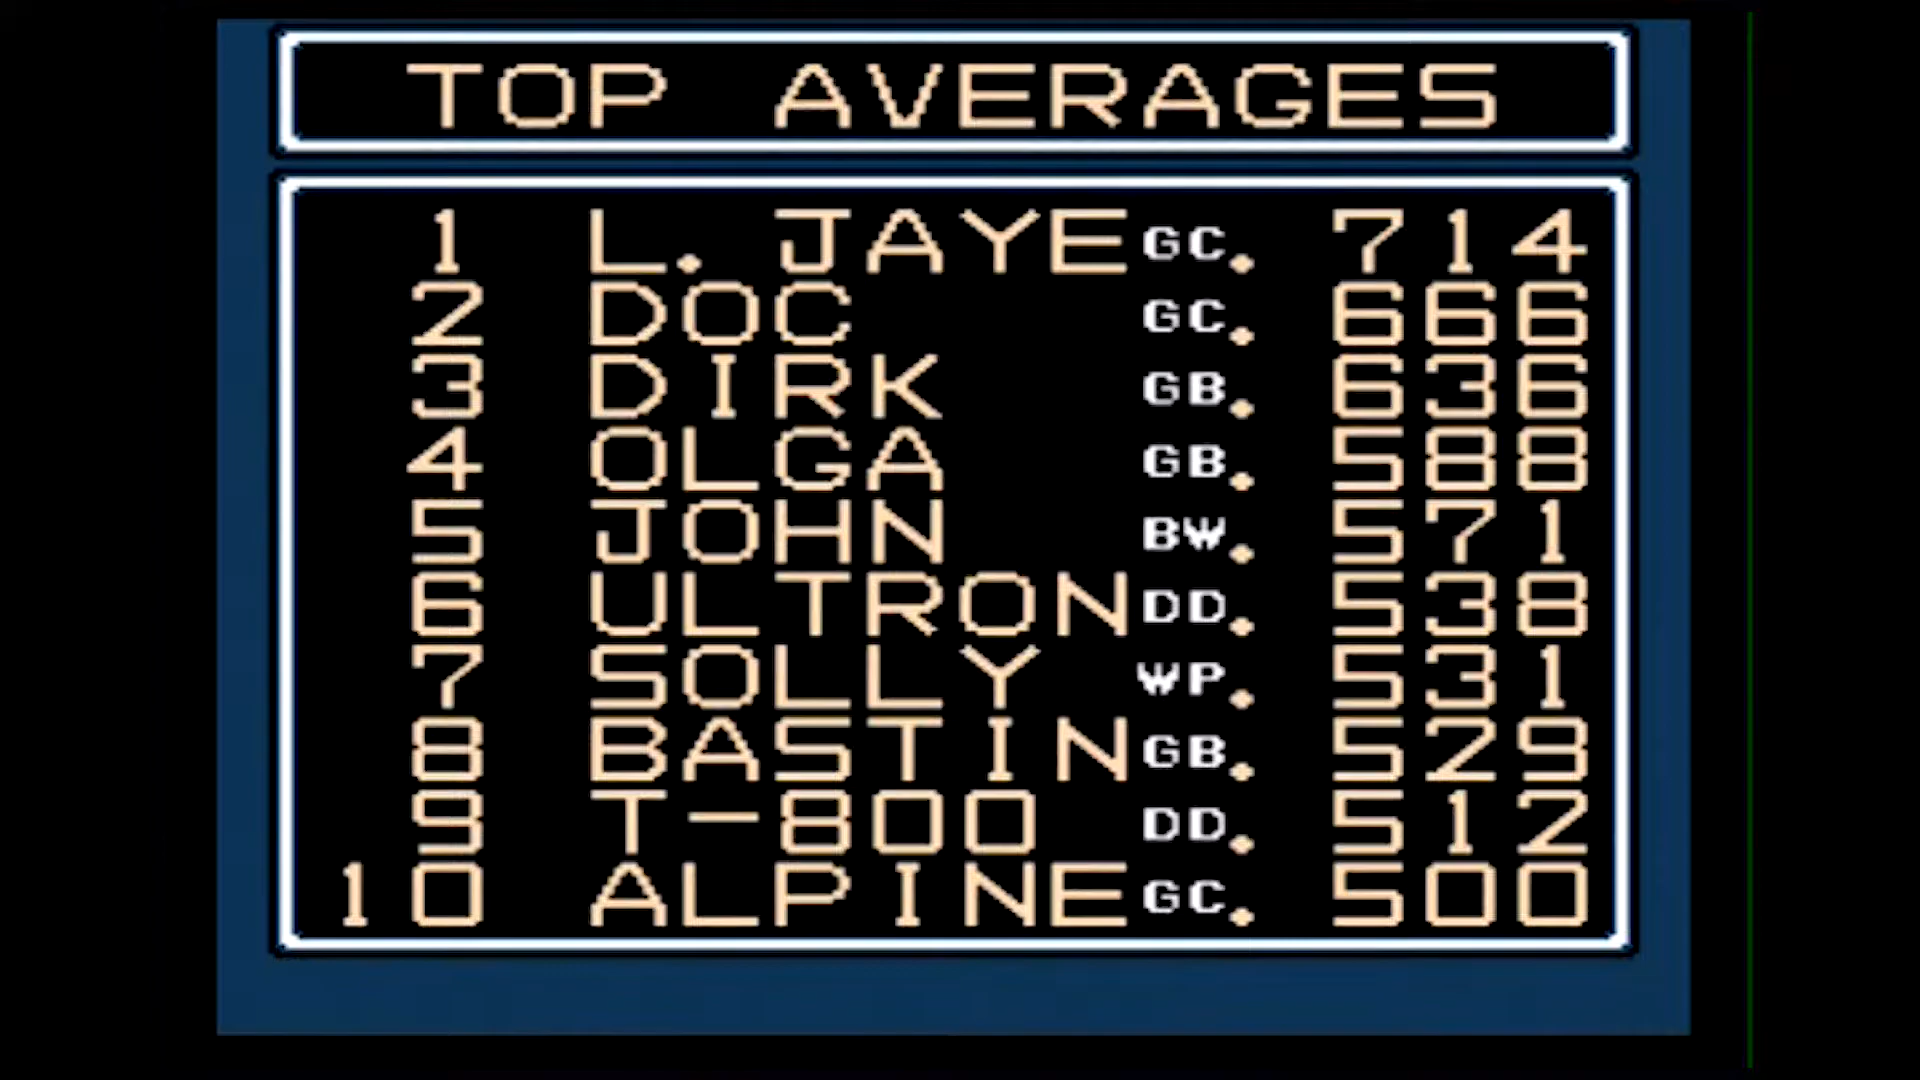 TOP AVERAGES
1 L. JAYE GC. 714
2 DOC GC. 666
3 DIRK GB. 636
4 OLGA GB. 588
5 JOHN BW. 571
6 ULTRON DD. 538
7 SOLLY WP. 531
8 BASTIN GB. 529
9 T-800 DD. 512
10 ALPINE GC. 500